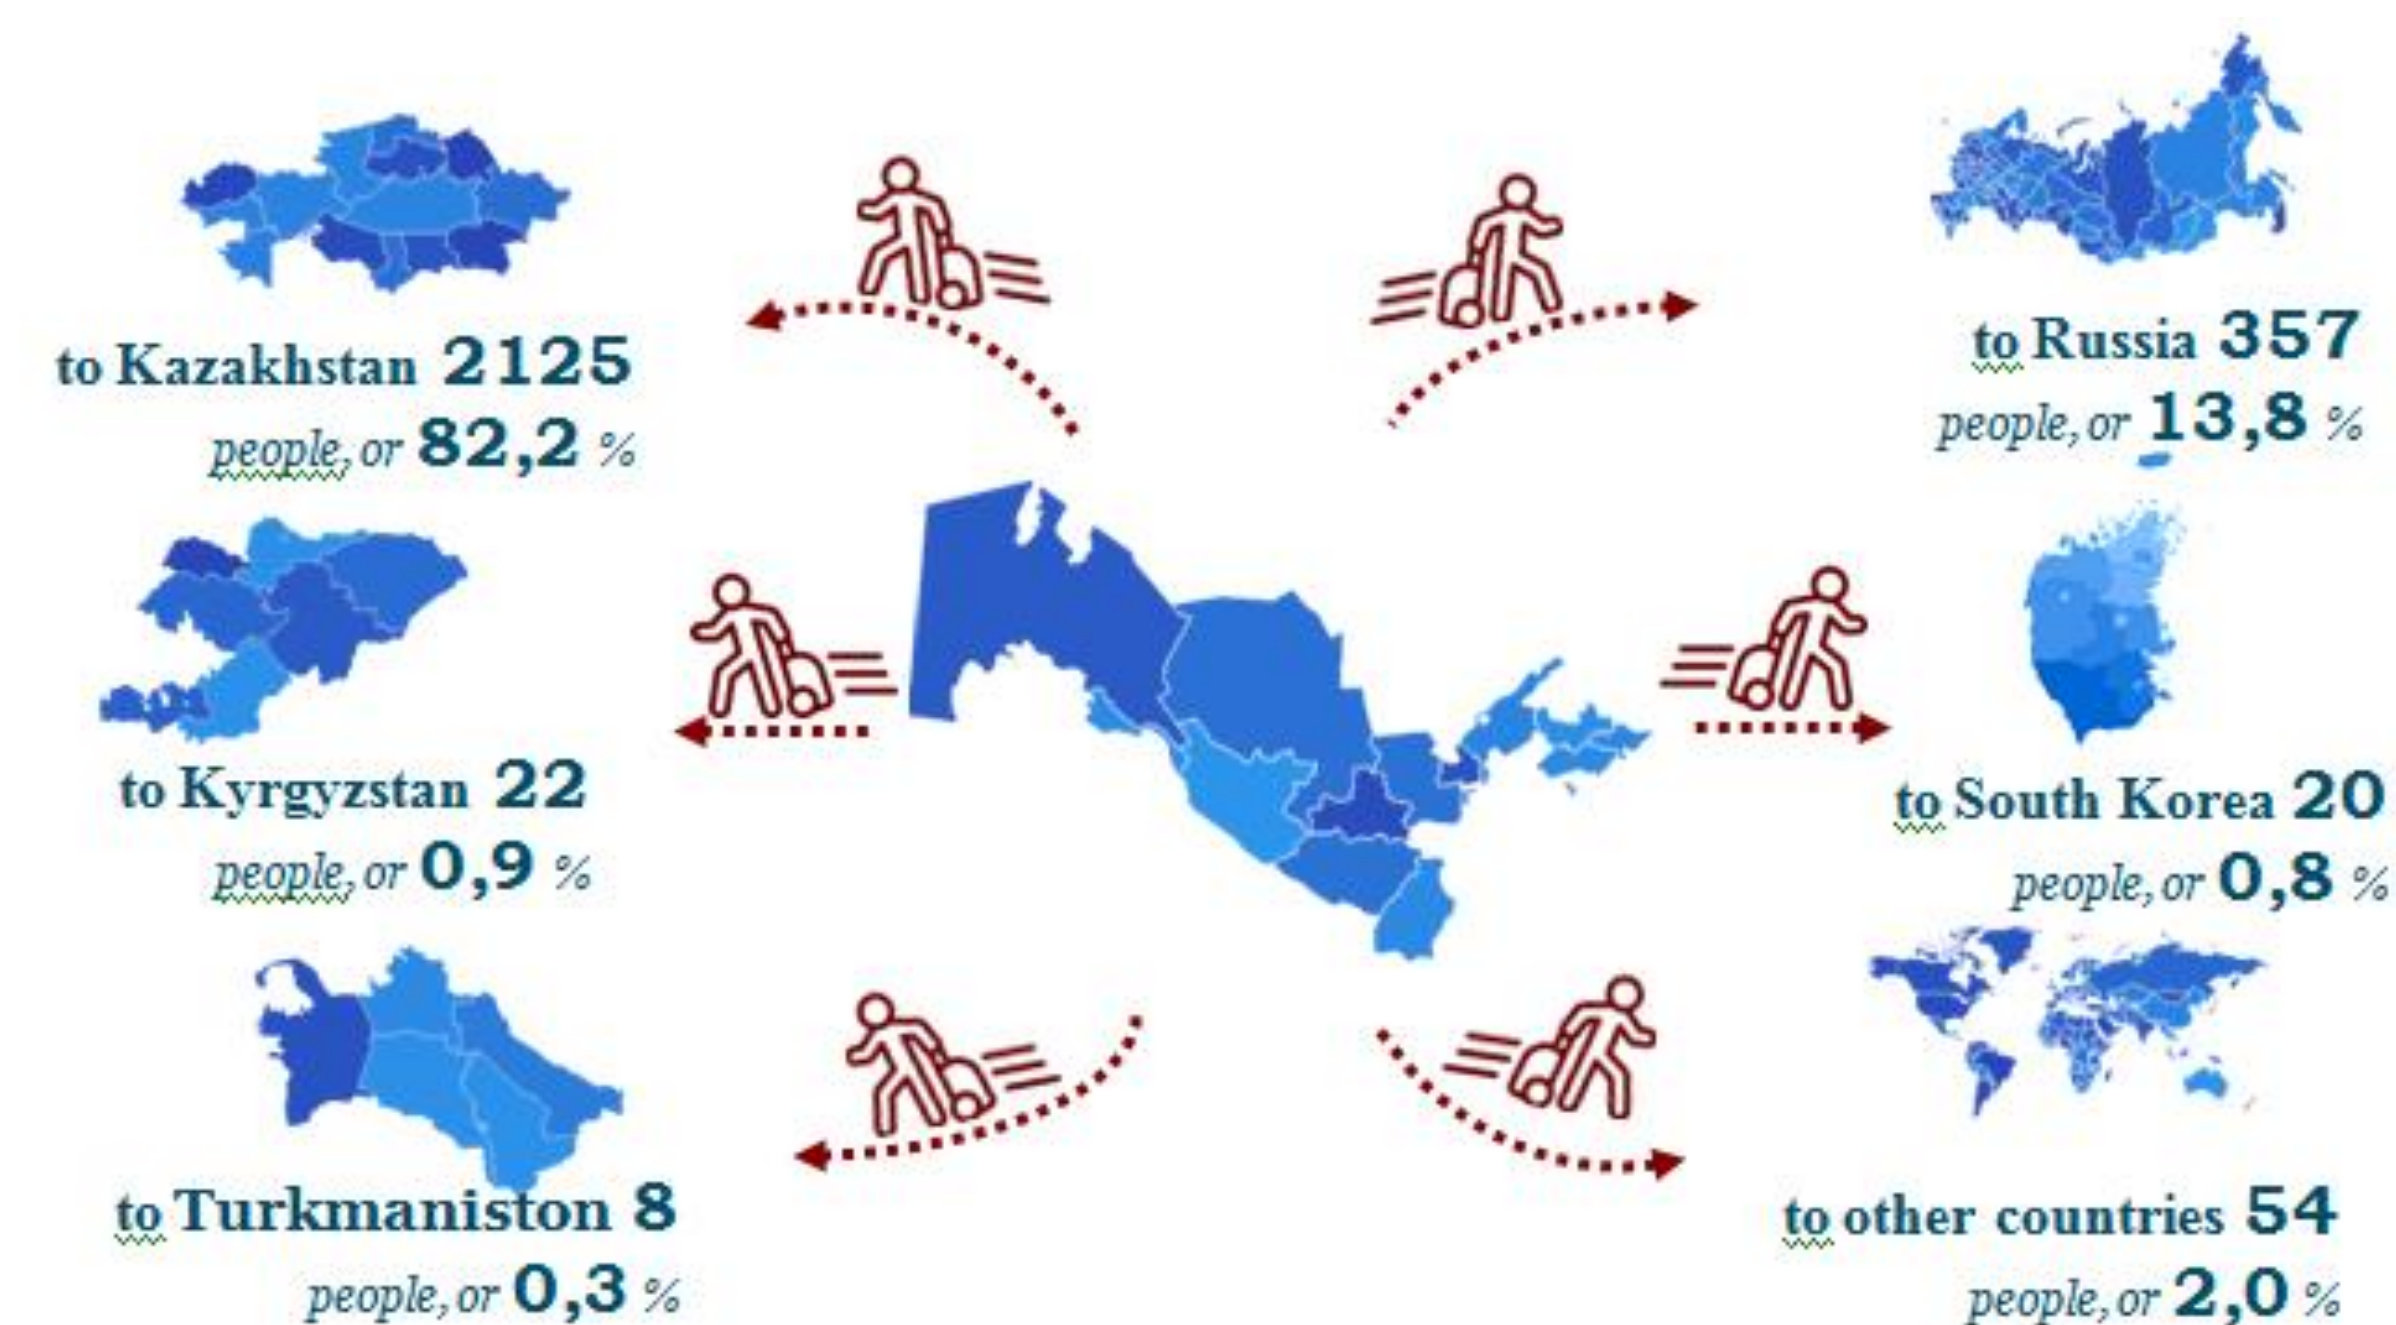 to Kazakhstan 2125
people, or 82,2 %
to Russia 357
people, or 13,8 %
to Kyrgyzstan 22
people, or 0,9 %
to South Korea 20
people, or 0,8 %
to Turkmaniston 8
people, or 0,3 %
to other countries 54
people, or 2,0 %